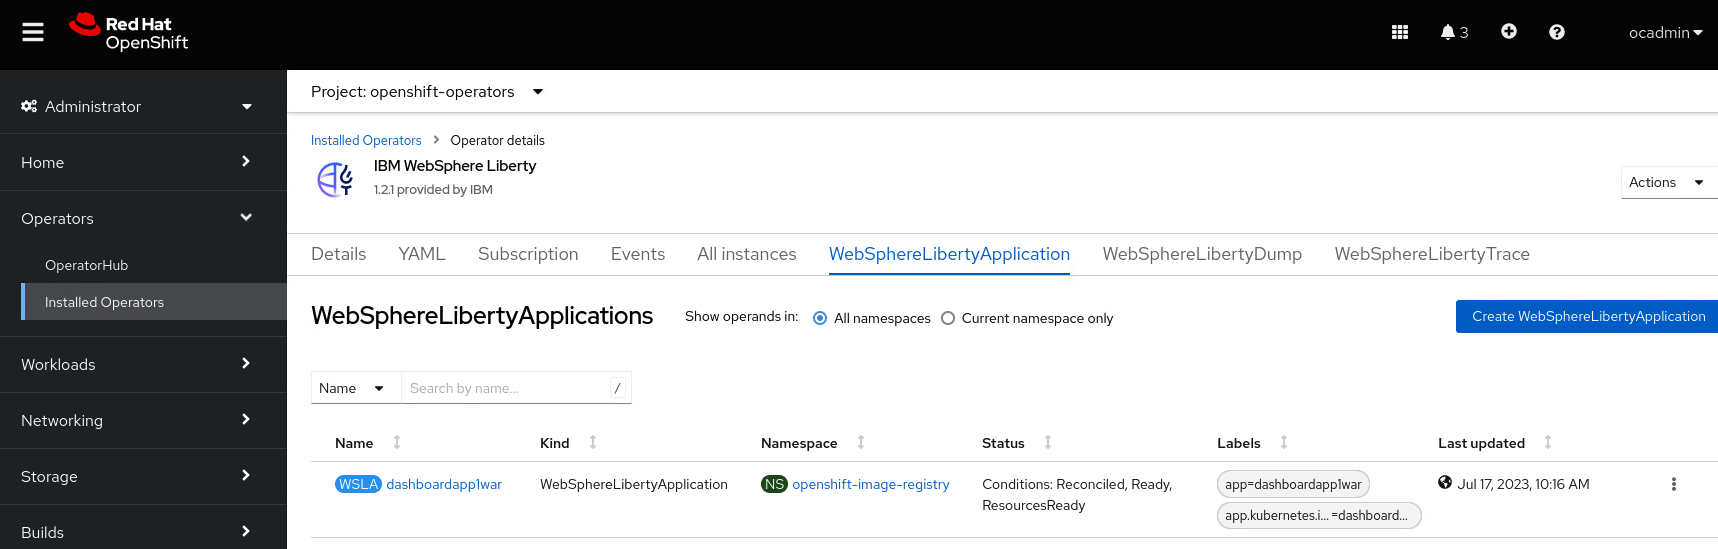 Red Hat
OpenShift
3
ocadmin
Administrator
Home
Operators
OperatorHub
Installed Operators
Workloads
Networking
Storage
Builds
Project: openshift-operators
Installed Operators > Operator details
IBM WebSphere Liberty
1.2.1 provided by IBM
Actions
Details YAML Subscription Events All instances WebSphereLibertyApplication WebSphereLibertyDump WebSphereLibertyTrace
WebSphereLibertyApplications Show operands in: All namespaces Current namespace only Create WebSphereLibertyApplication
Name Search by name... /
Name Kind Namespace Status Labels Last updated
WSLA dashboardapp1war WebSphereLibertyApplication NS openshift-image-registry Conditions: Reconciled, Ready, app=dashboardapp1war Jul 17, 2023, 10:16 AM
ResourcesReady app.kubernetes.i... =dashboard...